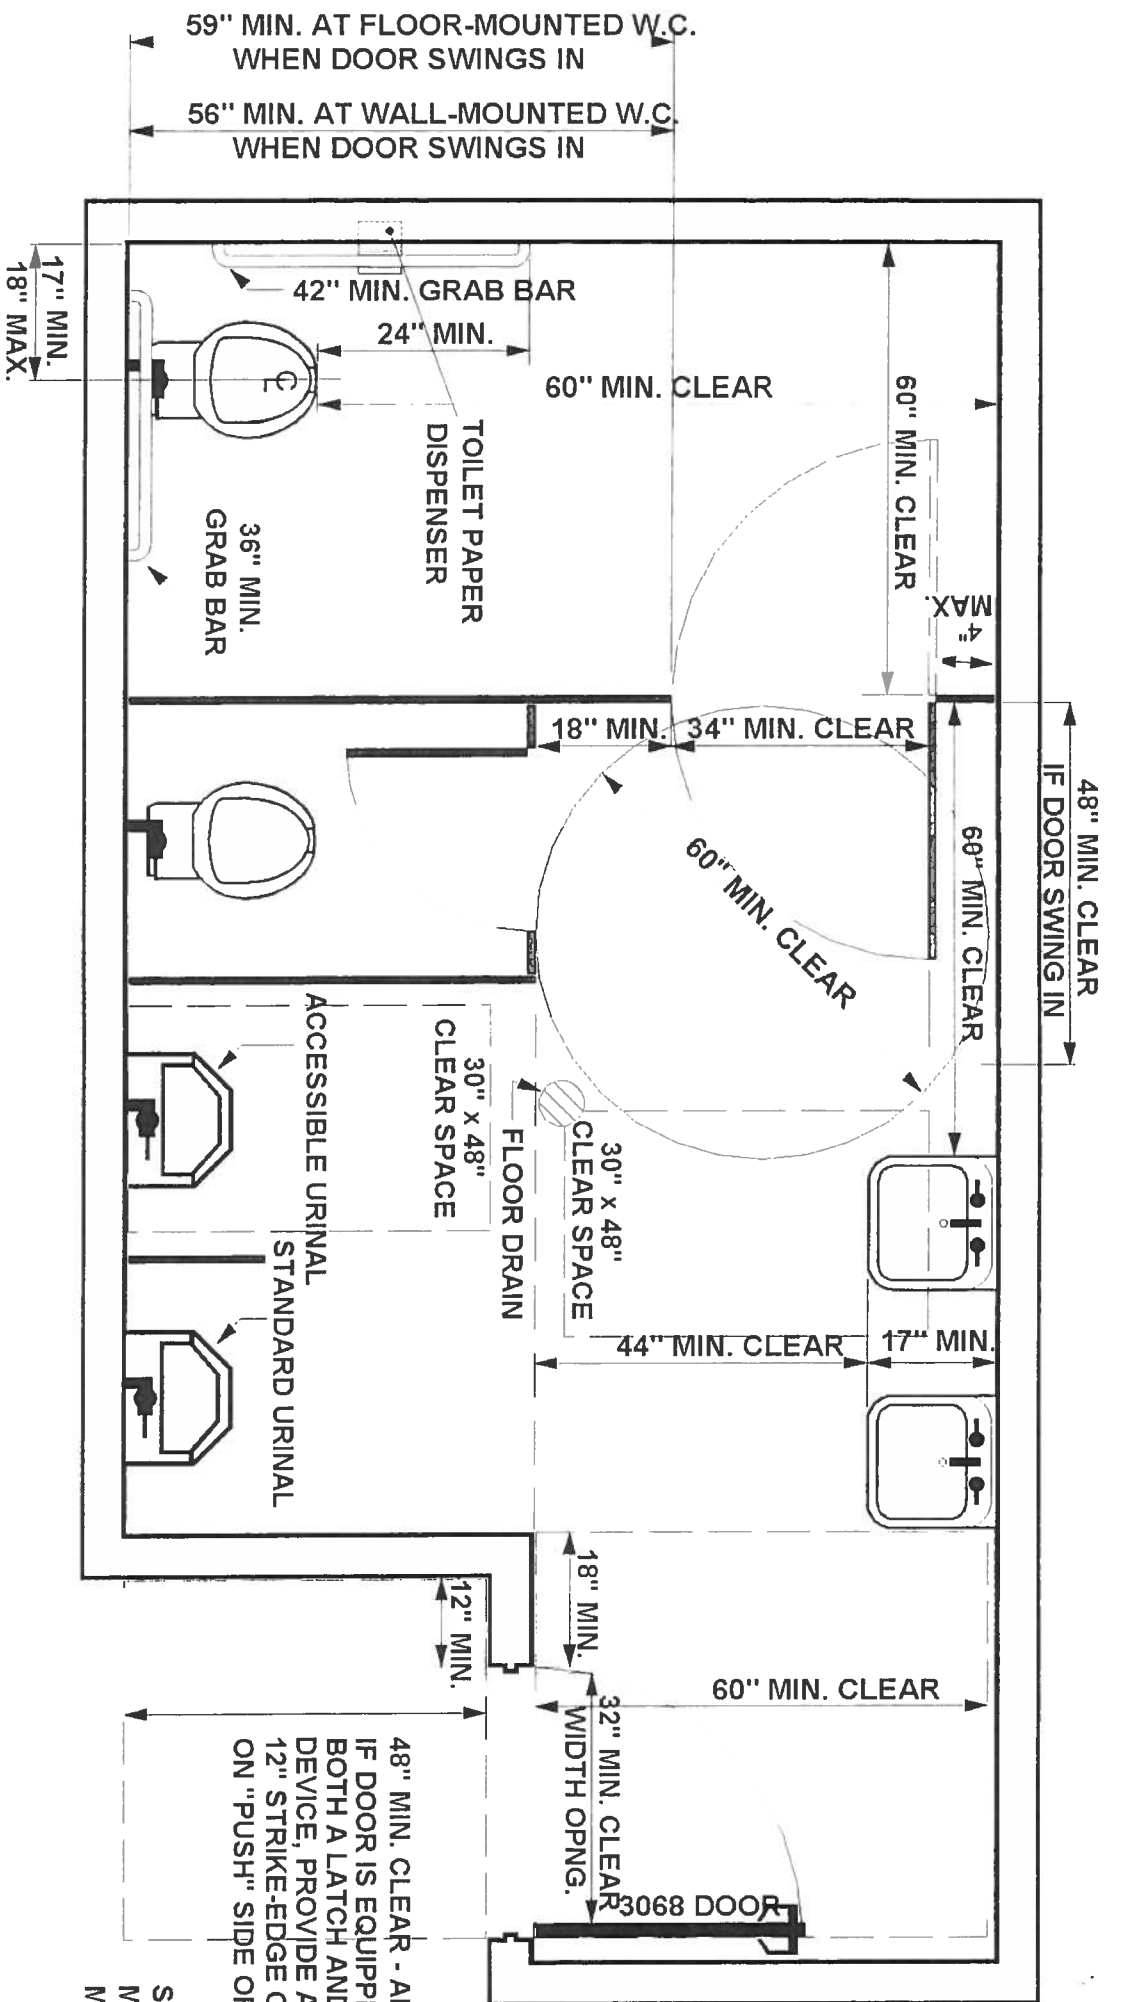 59" MIN. AT FLOOR-MOUNTED W.C.
WHEN DOOR SWINGS IN
56" MIN. AT WALL-MOUNTED W.C.
WHEN DOOR SWINGS IN
17" MIN.
18" MAX.
42" MIN. GRAB BAR
24" MIN.
CL
60" MIN. CLEAR
60" MIN. CLEAR
TOILET PAPER
DISPENSER
36" MIN.
GRAB BAR
4"
MAX.
48" MIN. CLEAR
IF DOOR SWING IN
18" MIN.
34" MIN. CLEAR
60" MIN. CLEAR
60" MIN. CLEAR
ACCESSIBLE URINAL
30" x 48"
CLEAR SPACE
FLOOR DRAIN
30" x 48"
CLEAR SPACE
STANDARD URINAL
44" MIN. CLEAR
17" MIN.
18" MIN.
12" MIN.
60" MIN. CLEAR
32" MIN. CLEAR
WIDTH OPNG.
3068 DOOR
48" MIN. CLEAR -
IF DOOR IS
BOTH A LATCH AND
DEVICE, PROVIDE
12" STRIKE-EDGE
ON "PUSH" SIDE